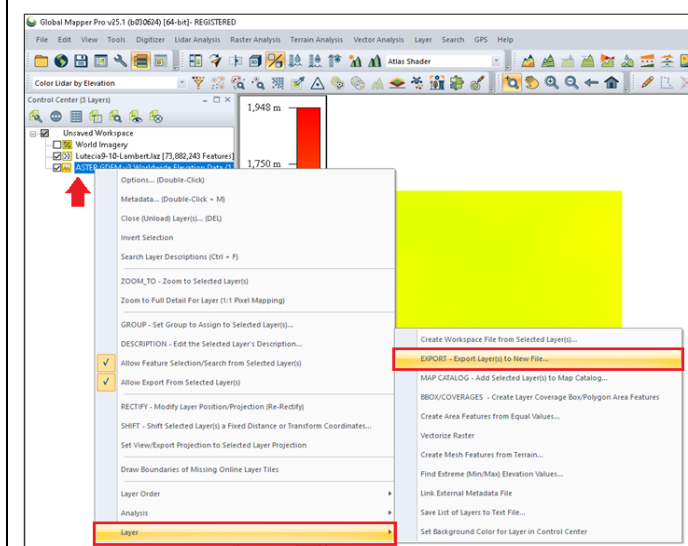 Global Mapper Pro v25.1 (b030624) [64-bit]- REGISTERED
File Edit View Tools Digitizer Lidar Analysis Raster Analysis Terrain Analysis Vector Analysis Layer Search GPS Help
Atlas Shader
Color Lidar by Elevation
Control Center (3 Layers)
Unsaved Workspace
World Imagery
Lutecia9-10-Lambert.laz [73,882,243 Features]
ASTER GDEM v3 Worldwide Elevation Data (1
1,948 m
1,750 m
Options... (Double-Click)
Metadata... (Double-Click + M)
Close (Unload) Layer(s)... (DEL)
Invert Selection
Search Layer Descriptions (Ctrl + F)
ZOOM_TO - Zoom to Selected Layer(s)
Zoom to Full Detail For Layer (1:1 Pixel Mapping)
GROUP - Set Group to Assign to Selected Layer(s)...
DESCRIPTION - Edit the Selected Layer's Description...
Allow Feature Selection/Search from Selected Layer(s)
Allow Export From Selected Layer(s)
RECTIFY - Modify Layer Position/Projection (Re-Rectify)
SHIFT - Shift Selected Layer(s) a Fixed Distance or Transform Coordinates...
Set View/Export Projection to Selected Layer Projection
Draw Boundaries of Missing Online Layer Tiles
Layer Order
Analysis
Layer
Create Workspace File from Selected Layer(s)...
EXPORT - Export Layer(s) to New File...
MAP CATALOG - Add Selected Layer(s) to Map Catalog...
BBOX/COVERAGES - Create Layer Coverage Box/Polygon Area Features
Create Area Features from Equal Values...
Vectorize Raster
Create Mesh Features from Terrain...
Find Extreme (Min/Max) Elevation Values...
Link External Metadata File
Save List of Layers to Text File...
Set Background Color for Layer in Control Center